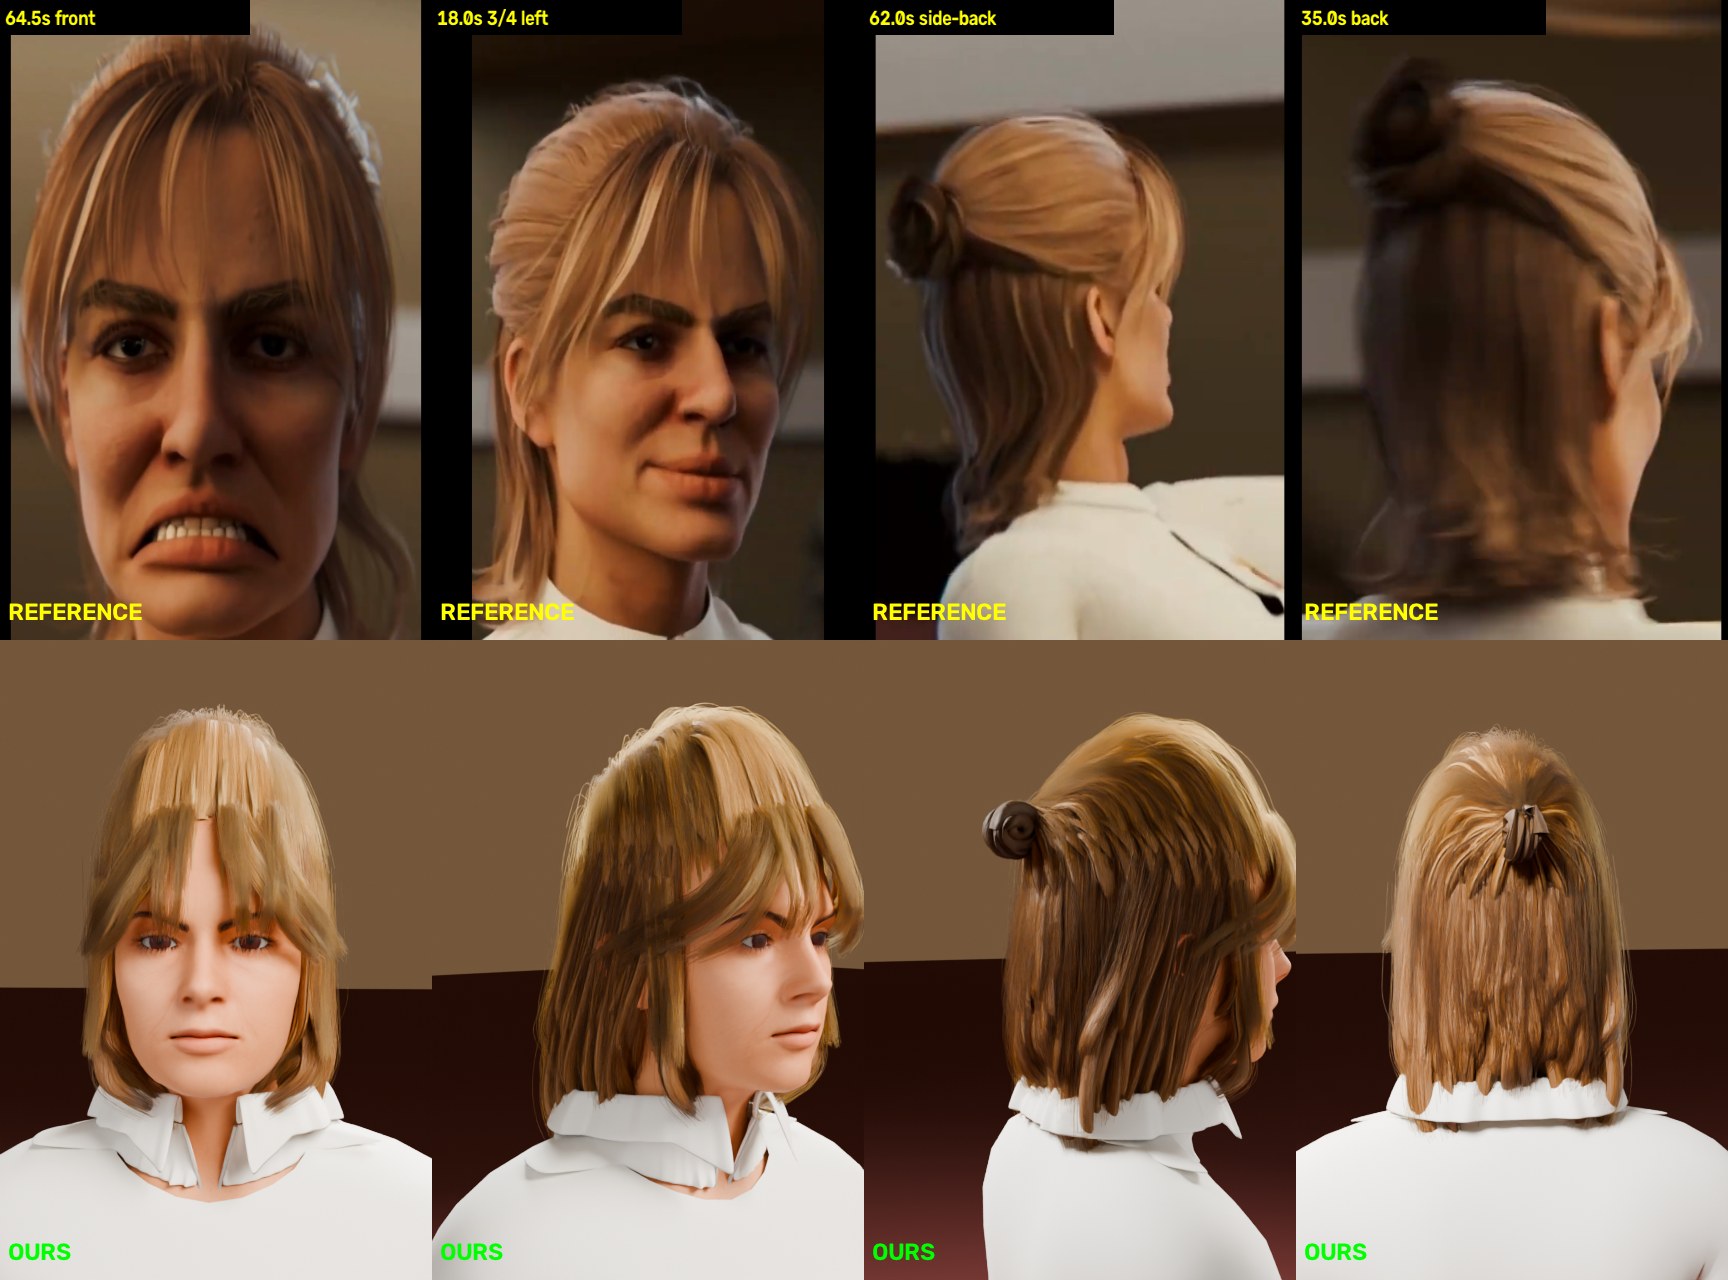 64.5s front
18.0s 3/4 left
62.0s side-back
35.0s back
REFERENCE
REFERENCE
REFERENCE
REFERENCE
OURS
OURS
OURS
OURS